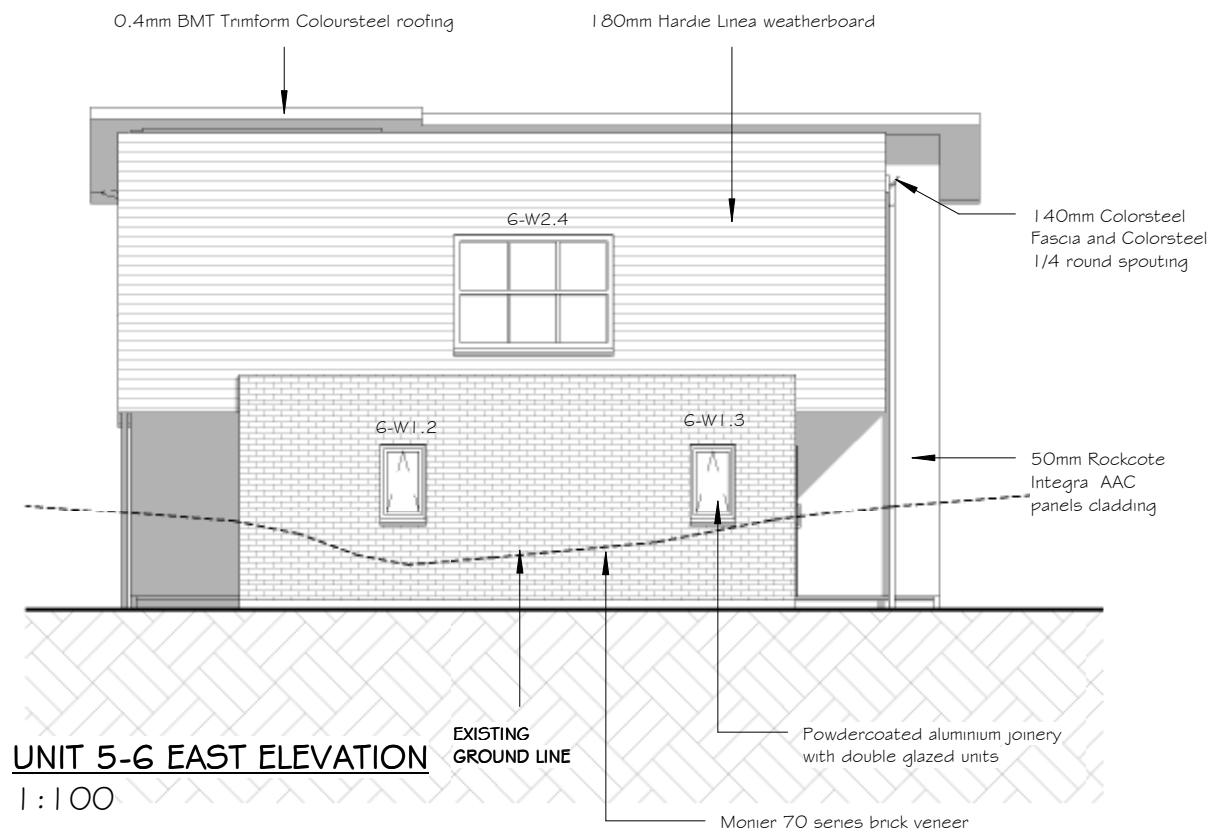 0.4mm BMT Trimform Coloursteel roofing
180mm Hardie Linea weatherboard
6-W2.4
140mm Colorsteel
Fascia and Colorsteel
1/4 round spouting
6-W1.2
6-W1.3
50mm Rockcote
Integra AAC
panels cladding
EXISTING
GROUND LINE
Powdercoated aluminum joinery
with double glazed units
UNIT 5-6 EAST ELEVATION
1:100
Monier 70 series brick veneer